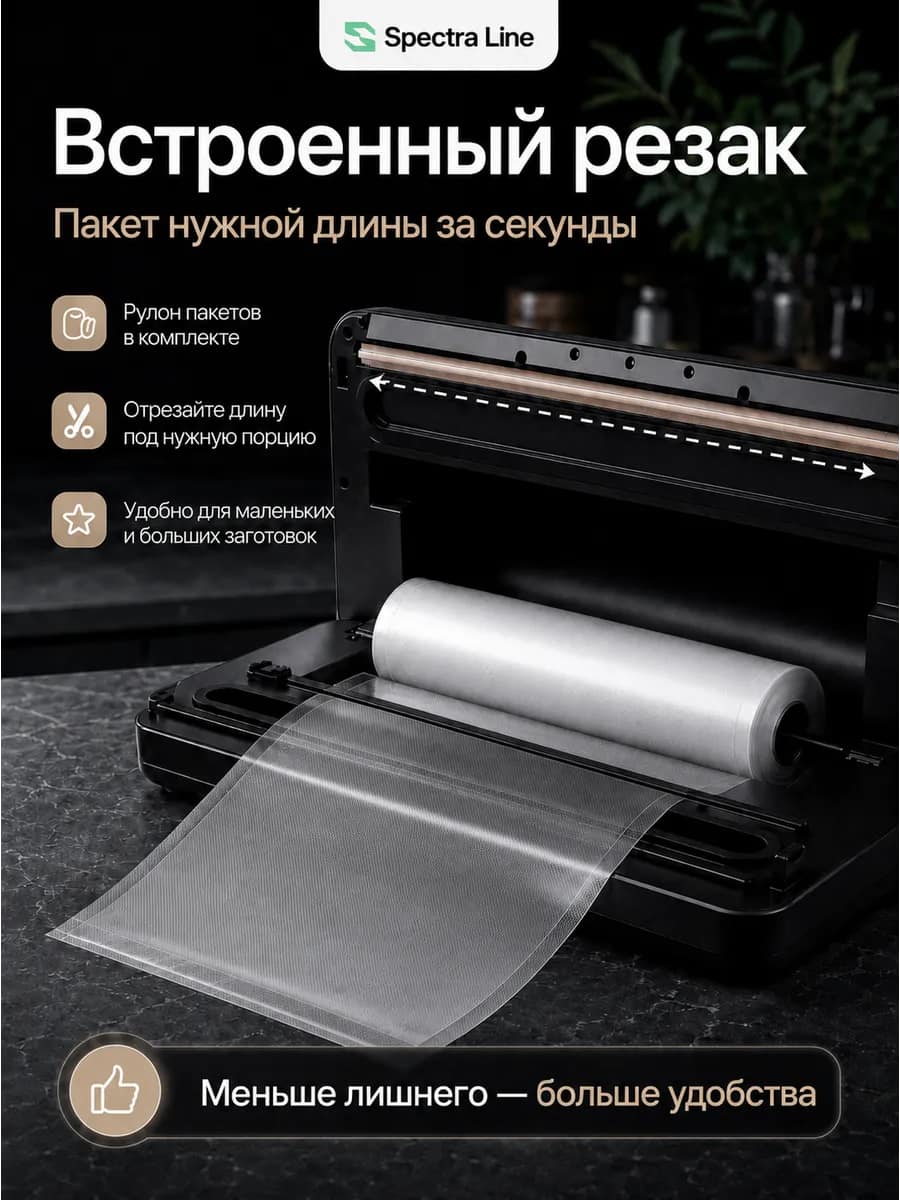 Spectra Line
Встроенный резак
Пакет нужной длины за секунды
Рулон пакетов
в комплекте
Отрезайте длину
под нужную порцию
Удобно для маленьких
и больших заготовок
Меньше лишнего — больше удобства